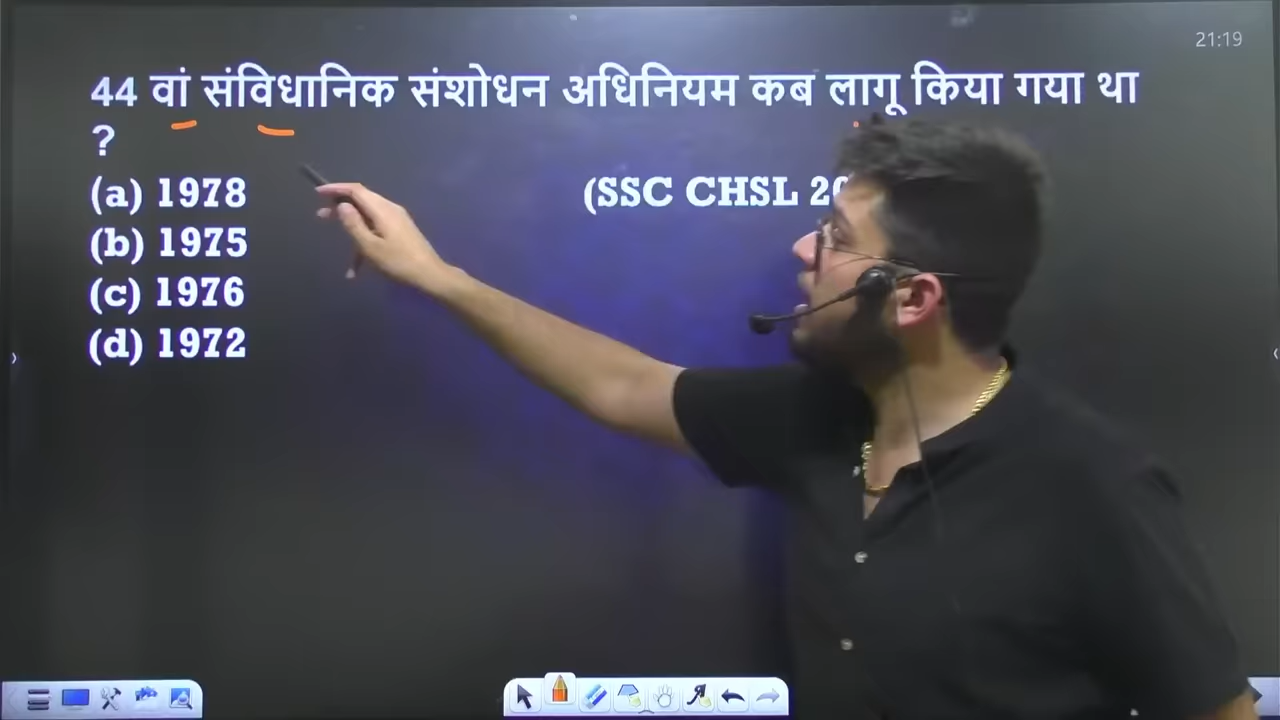 21:19
44 वां संविधानिक संशोधन अधिनियम कब लागू किया गया था
?
(a) 1978 (SSC CHSL
(b) 1975
(c) 1976
(d) 1972